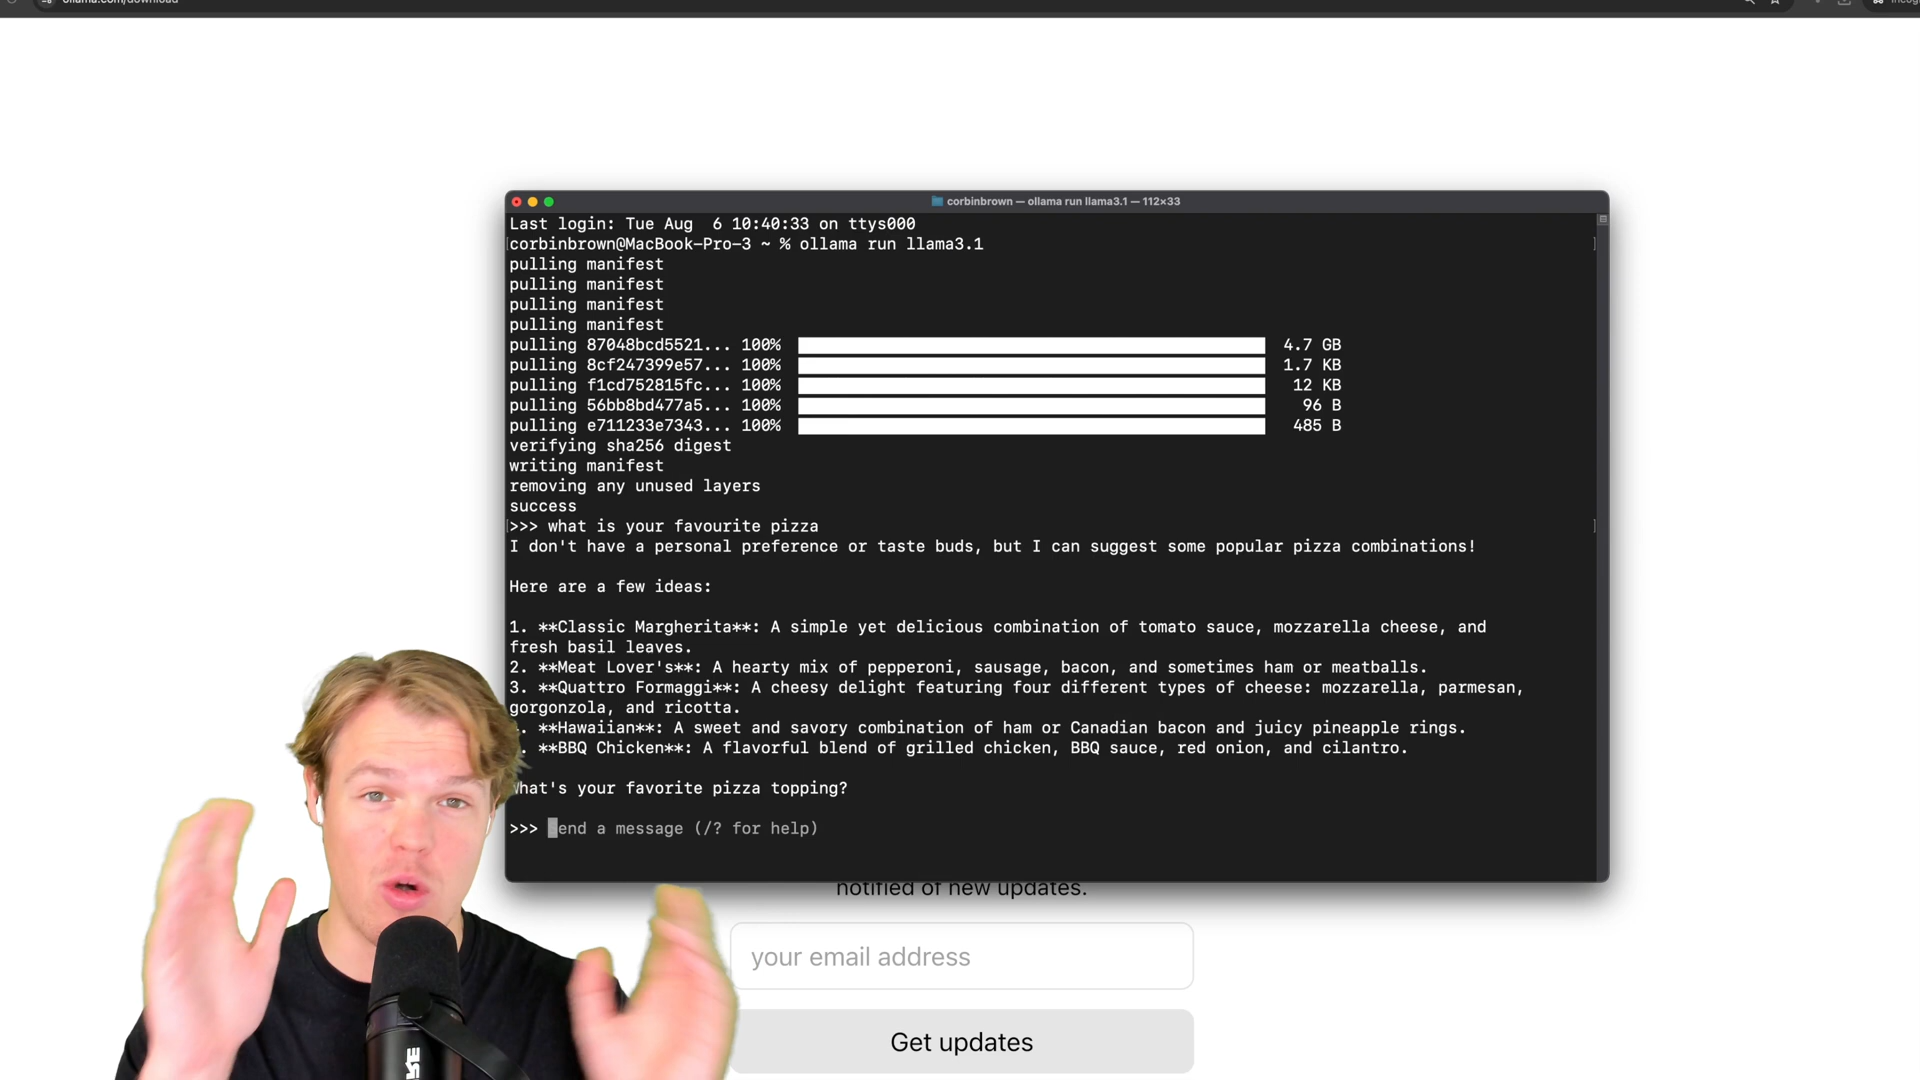 ollama.com/download
corbinbrown — ollama run llama3.1 — 112×33
Last login: Tue Aug  6 10:40:33 on ttys000
corbinbrown@MacBook-Pro-3 ~ % ollama run llama3.1
pulling manifest
pulling manifest
pulling manifest
pulling manifest
pulling 87048bcd5521... 100% 4.7 GB
pulling 8cf247399e57... 100% 1.7 KB
pulling f1cd752815fc... 100% 12 KB
pulling 56bb8bd477a5... 100% 96 B
pulling e711233e7343... 100% 485 B
verifying sha256 digest
writing manifest
removing any unused layers
success
>>> what is your favourite pizza
I don't have a personal preference or taste buds, but I can suggest some popular pizza combinations!
Here are a few ideas:
1. **Classic Margherita**: A simple yet delicious combination of tomato sauce, mozzarella cheese, and
fresh basil leaves.
2. **Meat Lover's**: A hearty mix of pepperoni, sausage, bacon, and sometimes ham or meatballs.
3. **Quattro Formaggi**: A cheesy delight featuring four different types of cheese: mozzarella, parmesan,
gorgonzola, and ricotta.
. **Hawaiian**: A sweet and savory combination of ham or Canadian bacon and juicy pineapple rings.
. **BBQ Chicken**: A flavorful blend of grilled chicken, BBQ sauce, red onion, and cilantro.
What's your favorite pizza topping?
>>> Send a message (/? for help)
notified of new updates.
your email address
Get updates